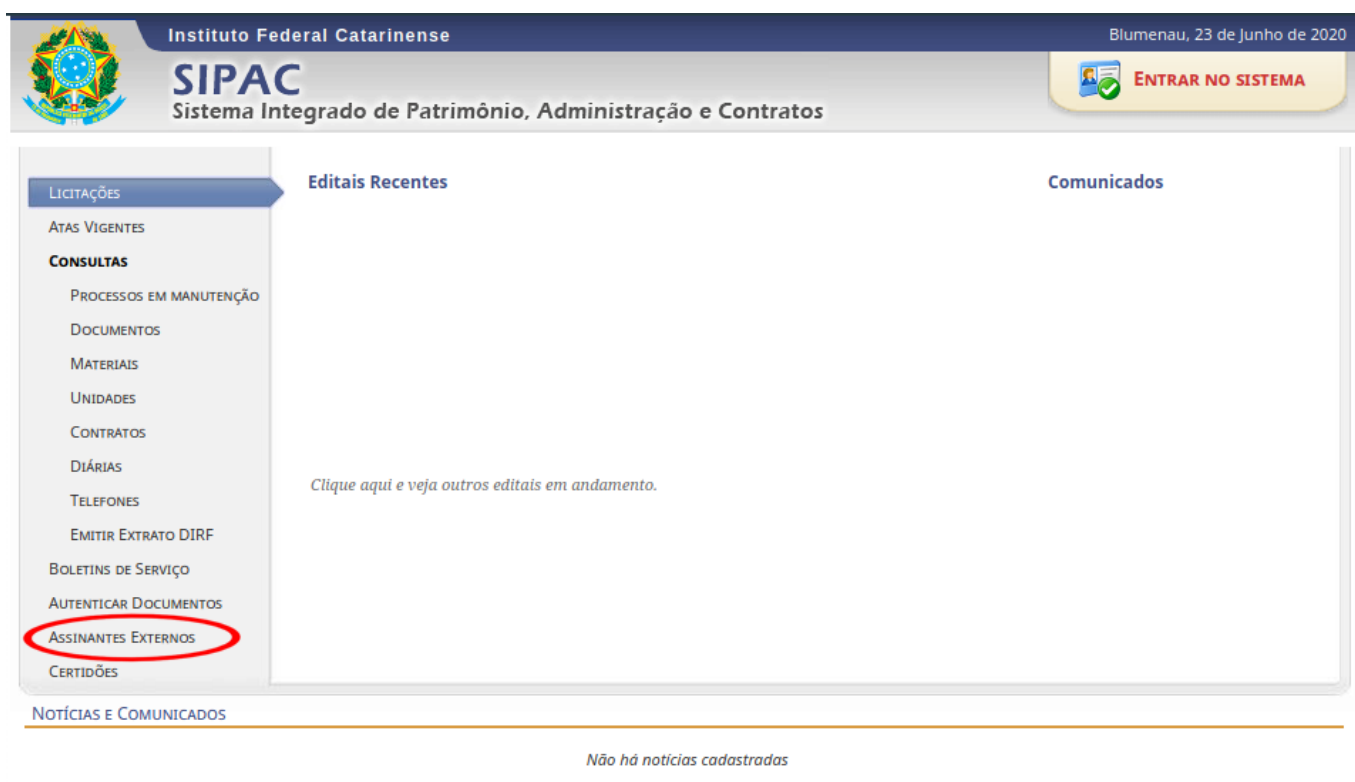 Instituto Federal Catarinense
Blumenau, 23 de Junho de 2020
SIPAC
Sistema Integrado de Patrimônio, Administração e Contratos
Entrar no sistema
Licitações
Atas Vigentes
Consultas
Processos em manutenção
Documentos
Materiais
Unidades
Contratos
Diárias
Telefones
Emitir Extrato DIRF
Boletins de Serviço
Autenticar Documentos
Assinantes Externos
Certidões
Editais Recentes
Clique aqui e veja outros editais em andamento.
Comunicados
Notícias e Comunicados
Não há notícias cadastradas